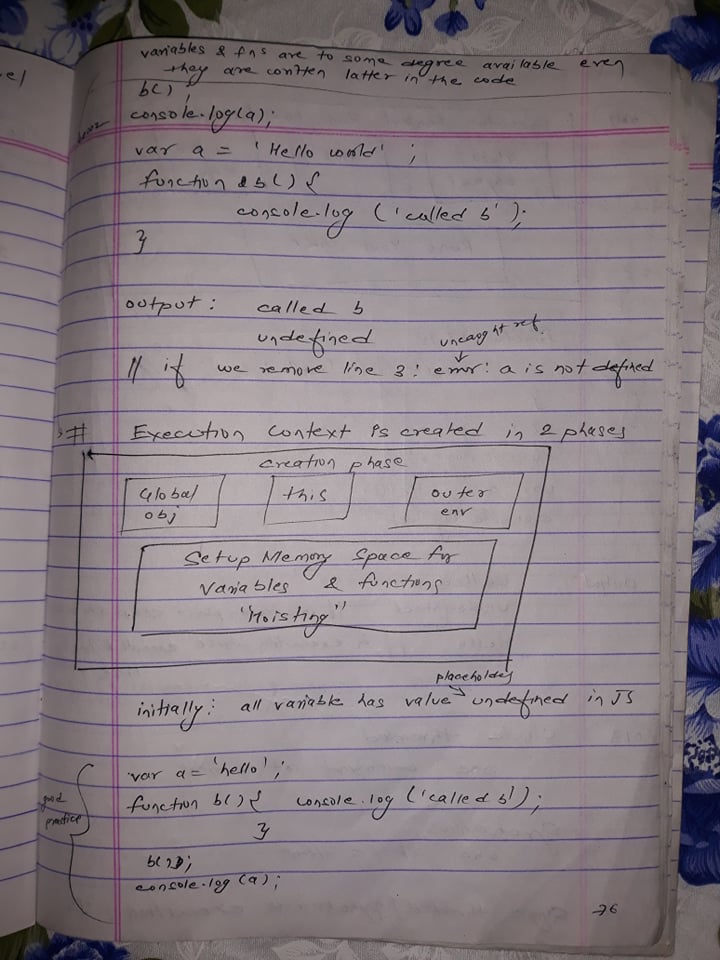 variables & fns are to some degree available even
they are written latter in the code
b();
console.log(a);
var a = 'Hello world';
function b() {
console.log ('called b');
}
output: called b
undefined
uncaught ref.
// if we remove line 3: error: a is not defined
# Execution Context is created in 2 phases
creation phase
Global obj
this
outer env
Setup Memory Space for
Variables & functions
"Hoisting"
placeholder
initially: all variable has value undefined in JS
good practice
var a = 'hello';
function b() { console.log ('called b');
}
b();
console.log (a);
76